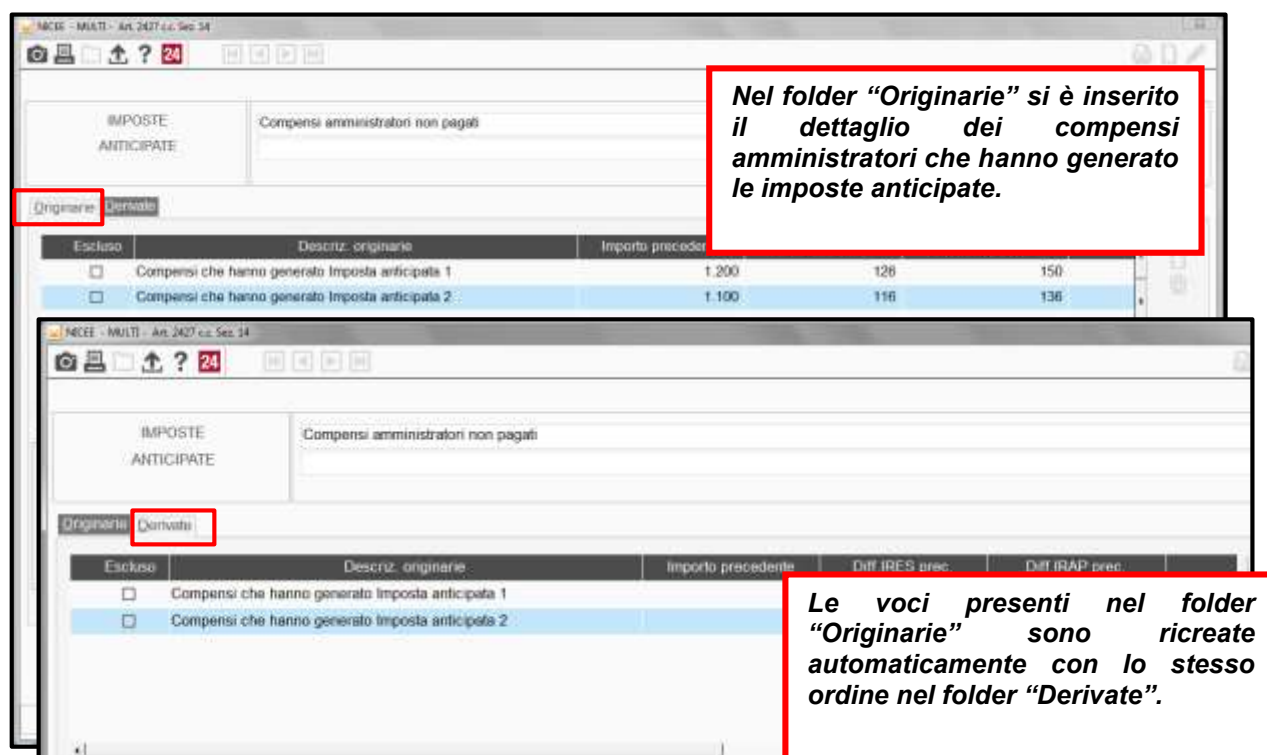 NICEE - MULTI - Art. 2427 c.c. Sez. 14
? 24
Nel folder “Originarie” si è inserito
il dettaglio dei compensi
amministratori che hanno generato
le imposte anticipate.
IMPOSTE
ANTICIPATE
Compensi amministratori non pagati
Originarie Derivate
Escluso Descriz. originarie Importo preceden
Compensi che hanno generato Imposta anticipata 1 1.200 126 150
Compensi che hanno generato Imposta anticipata 2 1.100 116 136
NICEE - MULTI - Art. 2427 c.c. Sez. 14
? 24
IMPOSTE
ANTICIPATE
Compensi amministratori non pagati
Originarie Derivate
Escluso Descriz. originarie Importo precedente Diff.IRES prec. Diff.IRAP prec.
Compensi che hanno generato Imposta anticipata 1
Compensi che hanno generato Imposta anticipata 2
Le voci presenti nel folder
“Originarie” sono ricreate
automaticamente con lo stesso
ordine nel folder “Derivate”.